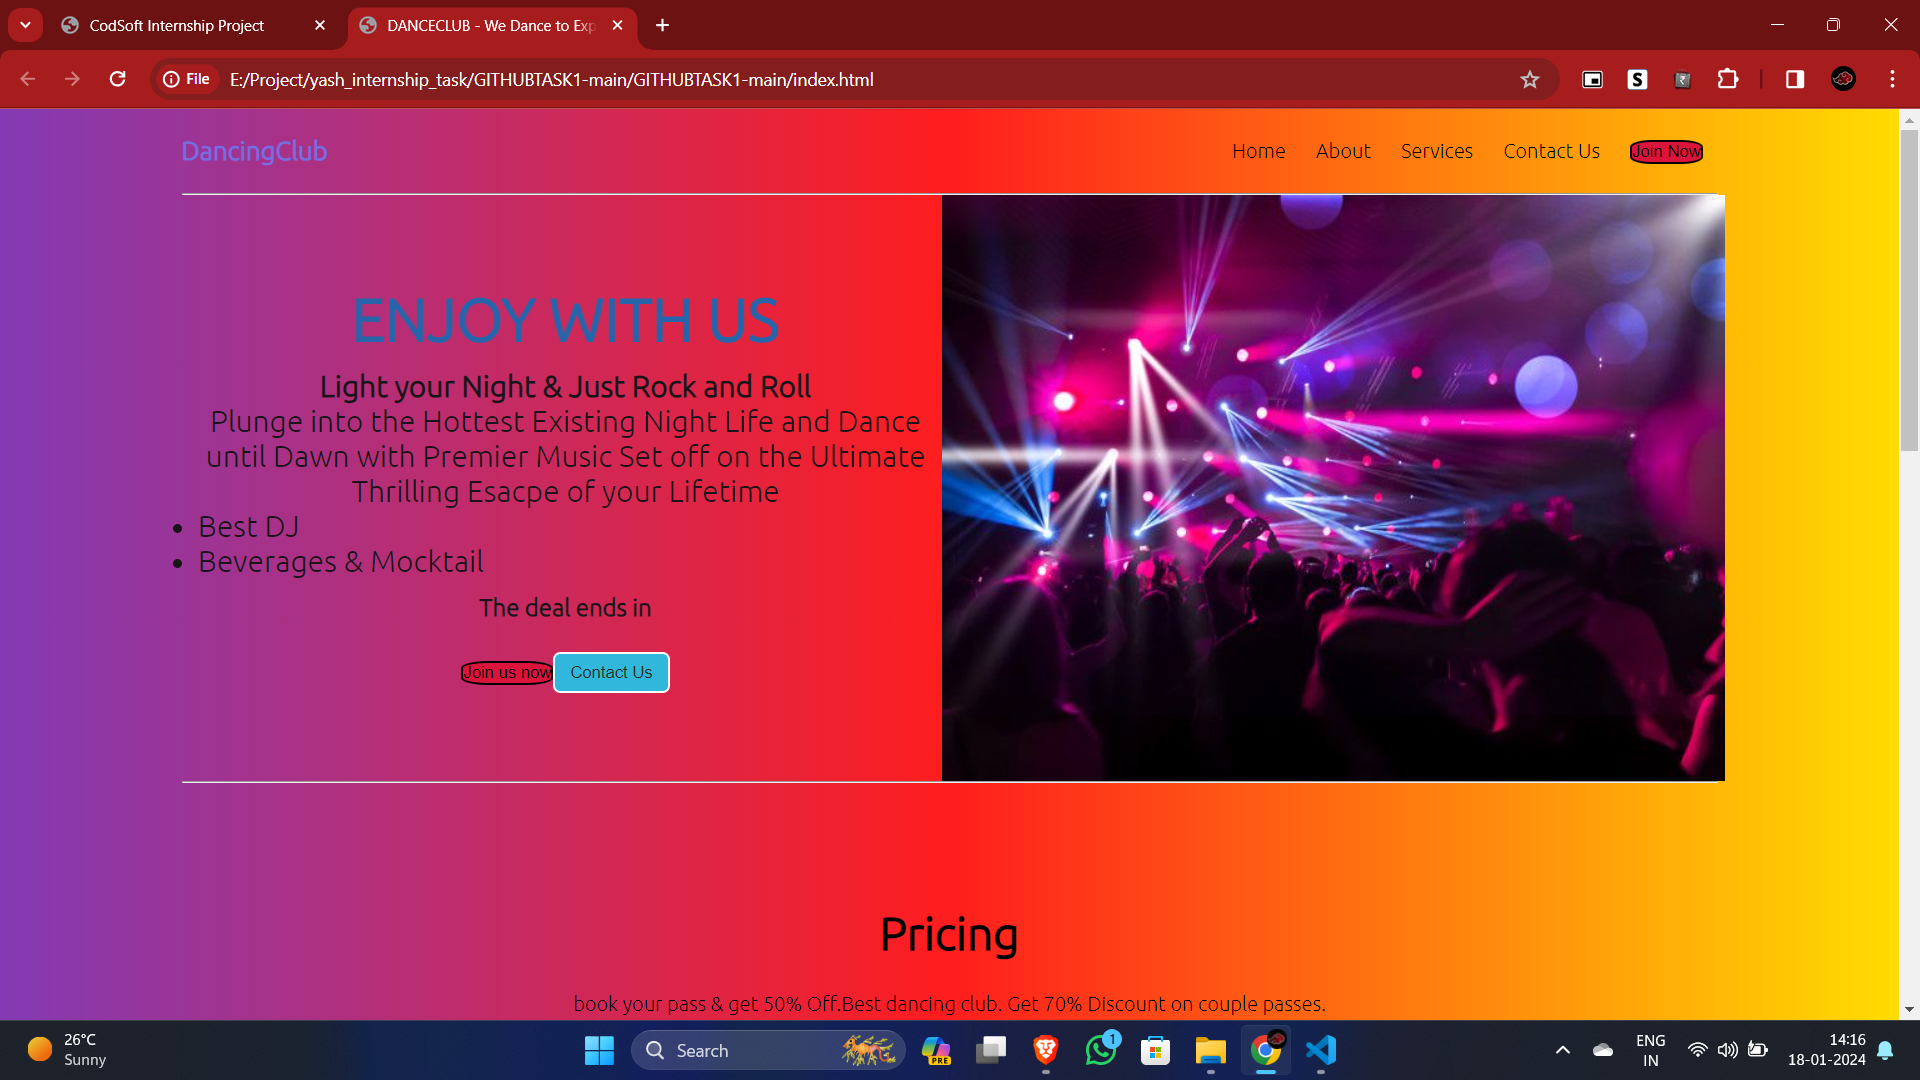 CodSoft Internship Project
DANCECLUB - We Dance to Exp
File
E:/Project/yash_internship_task/GITHUBTASK1-main/GITHUBTASK1-main/index.html
DancingClub
Home
About
Services
Contact Us
Join Now
ENJOY WITH US
Light your Night & Just Rock and Roll
Plunge into the Hottest Existing Night Life and Dance
until Dawn with Premier Music Set off on the Ultimate
Thrilling Esacpe of your Lifetime
• Best DJ
• Beverages & Mocktail
The deal ends in
Join us now
Contact Us
Pricing
book your pass & get 50% Off.Best dancing club. Get 70% Discount on couple passes.
26°C
Sunny
Search
PRE
1
ENG
IN
14:16
18-01-2024